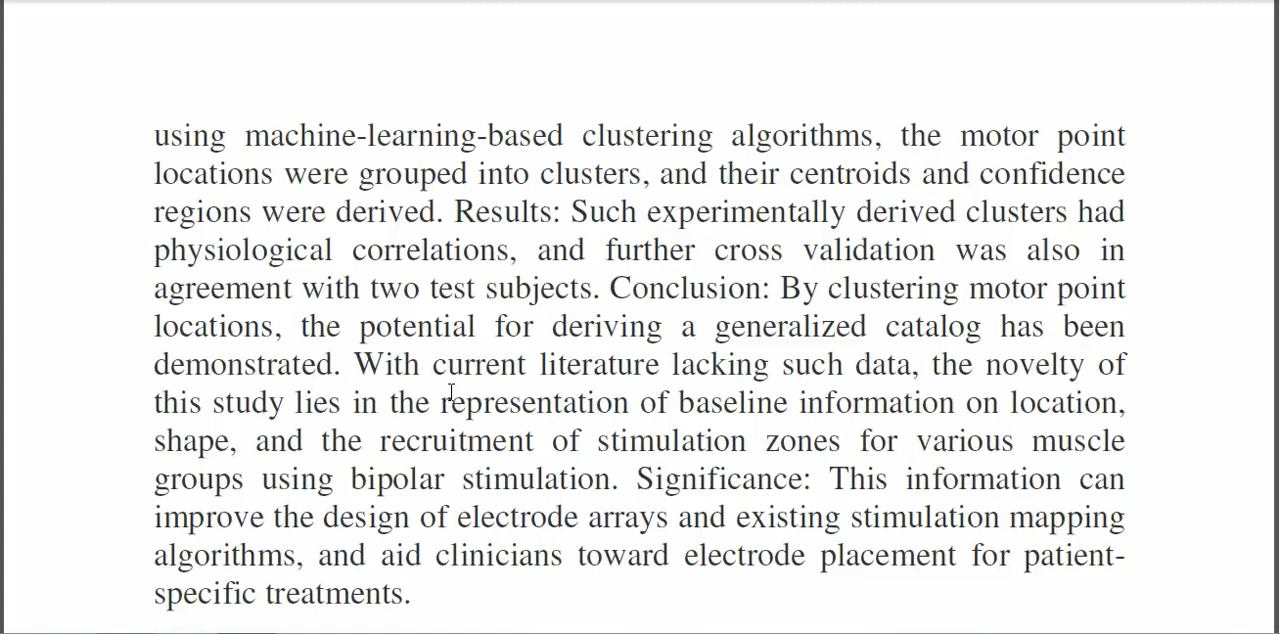 using machine-learning-based clustering algorithms, the motor point
locations were grouped into clusters, and their centroids and confidence
regions were derived. Results: Such experimentally derived clusters had
physiological correlations, and further cross validation was also in
agreement with two test subjects. Conclusion: By clustering motor point
locations, the potential for deriving a generalized catalog has been
demonstrated. With current literature lacking such data, the novelty of
this study lies in the representation of baseline information on location,
shape, and the recruitment of stimulation zones for various muscle
groups using bipolar stimulation. Significance: This information can
improve the design of electrode arrays and existing stimulation mapping
algorithms, and aid clinicians toward electrode placement for patient-
specific treatments.